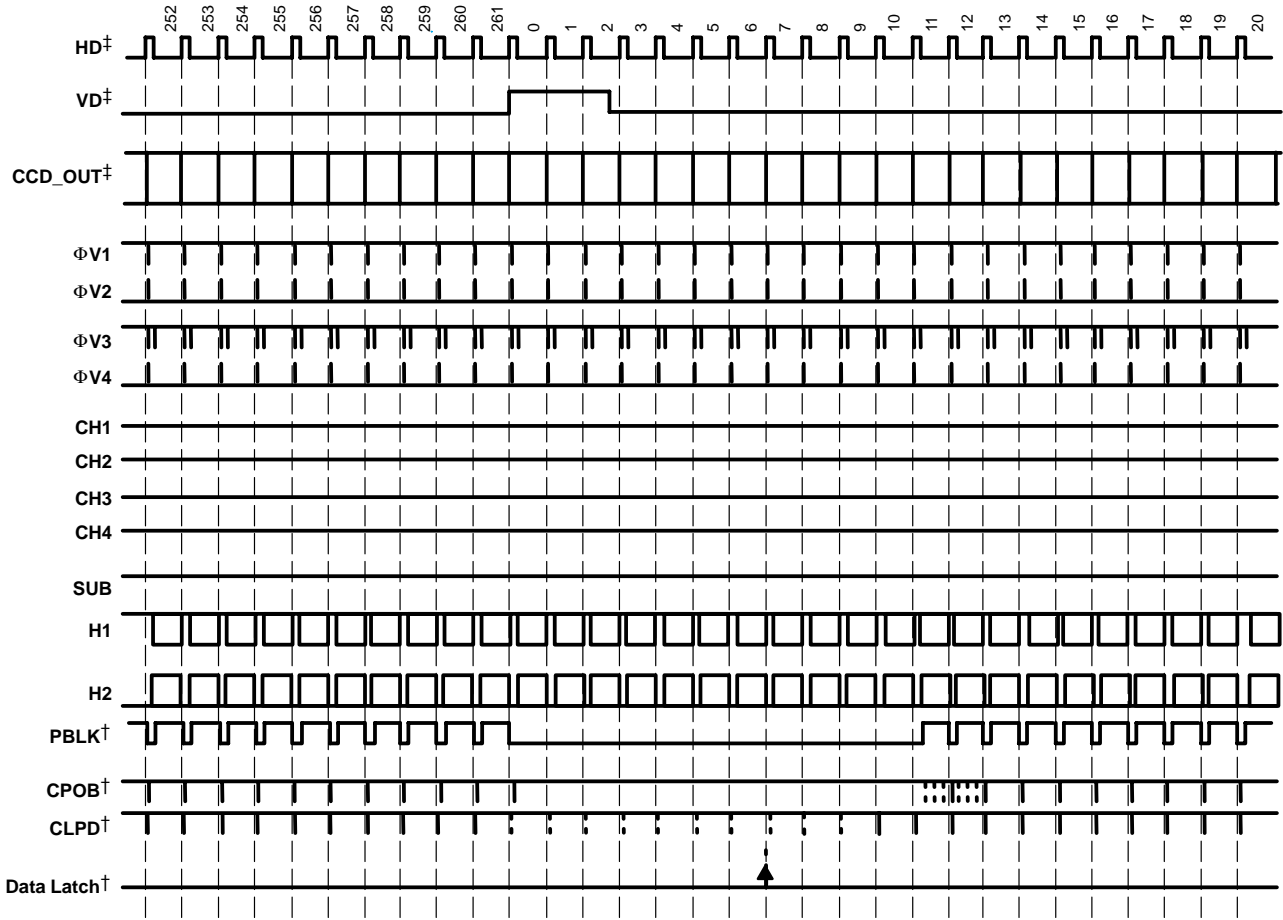 252 253 254 255 256 257 258 259 260 261 0 1 2 3 4 5 6 7 8 9 10 11 12 13 14 15 16 17 18 19 20
HD‡
VD‡
CCD_OUT‡
ΦV1
ΦV2
ΦV3
ΦV4
CH1
CH2
CH3
CH4
SUB
H1
H2
PBLK†
CPOB†
CLPD†
Data Latch†